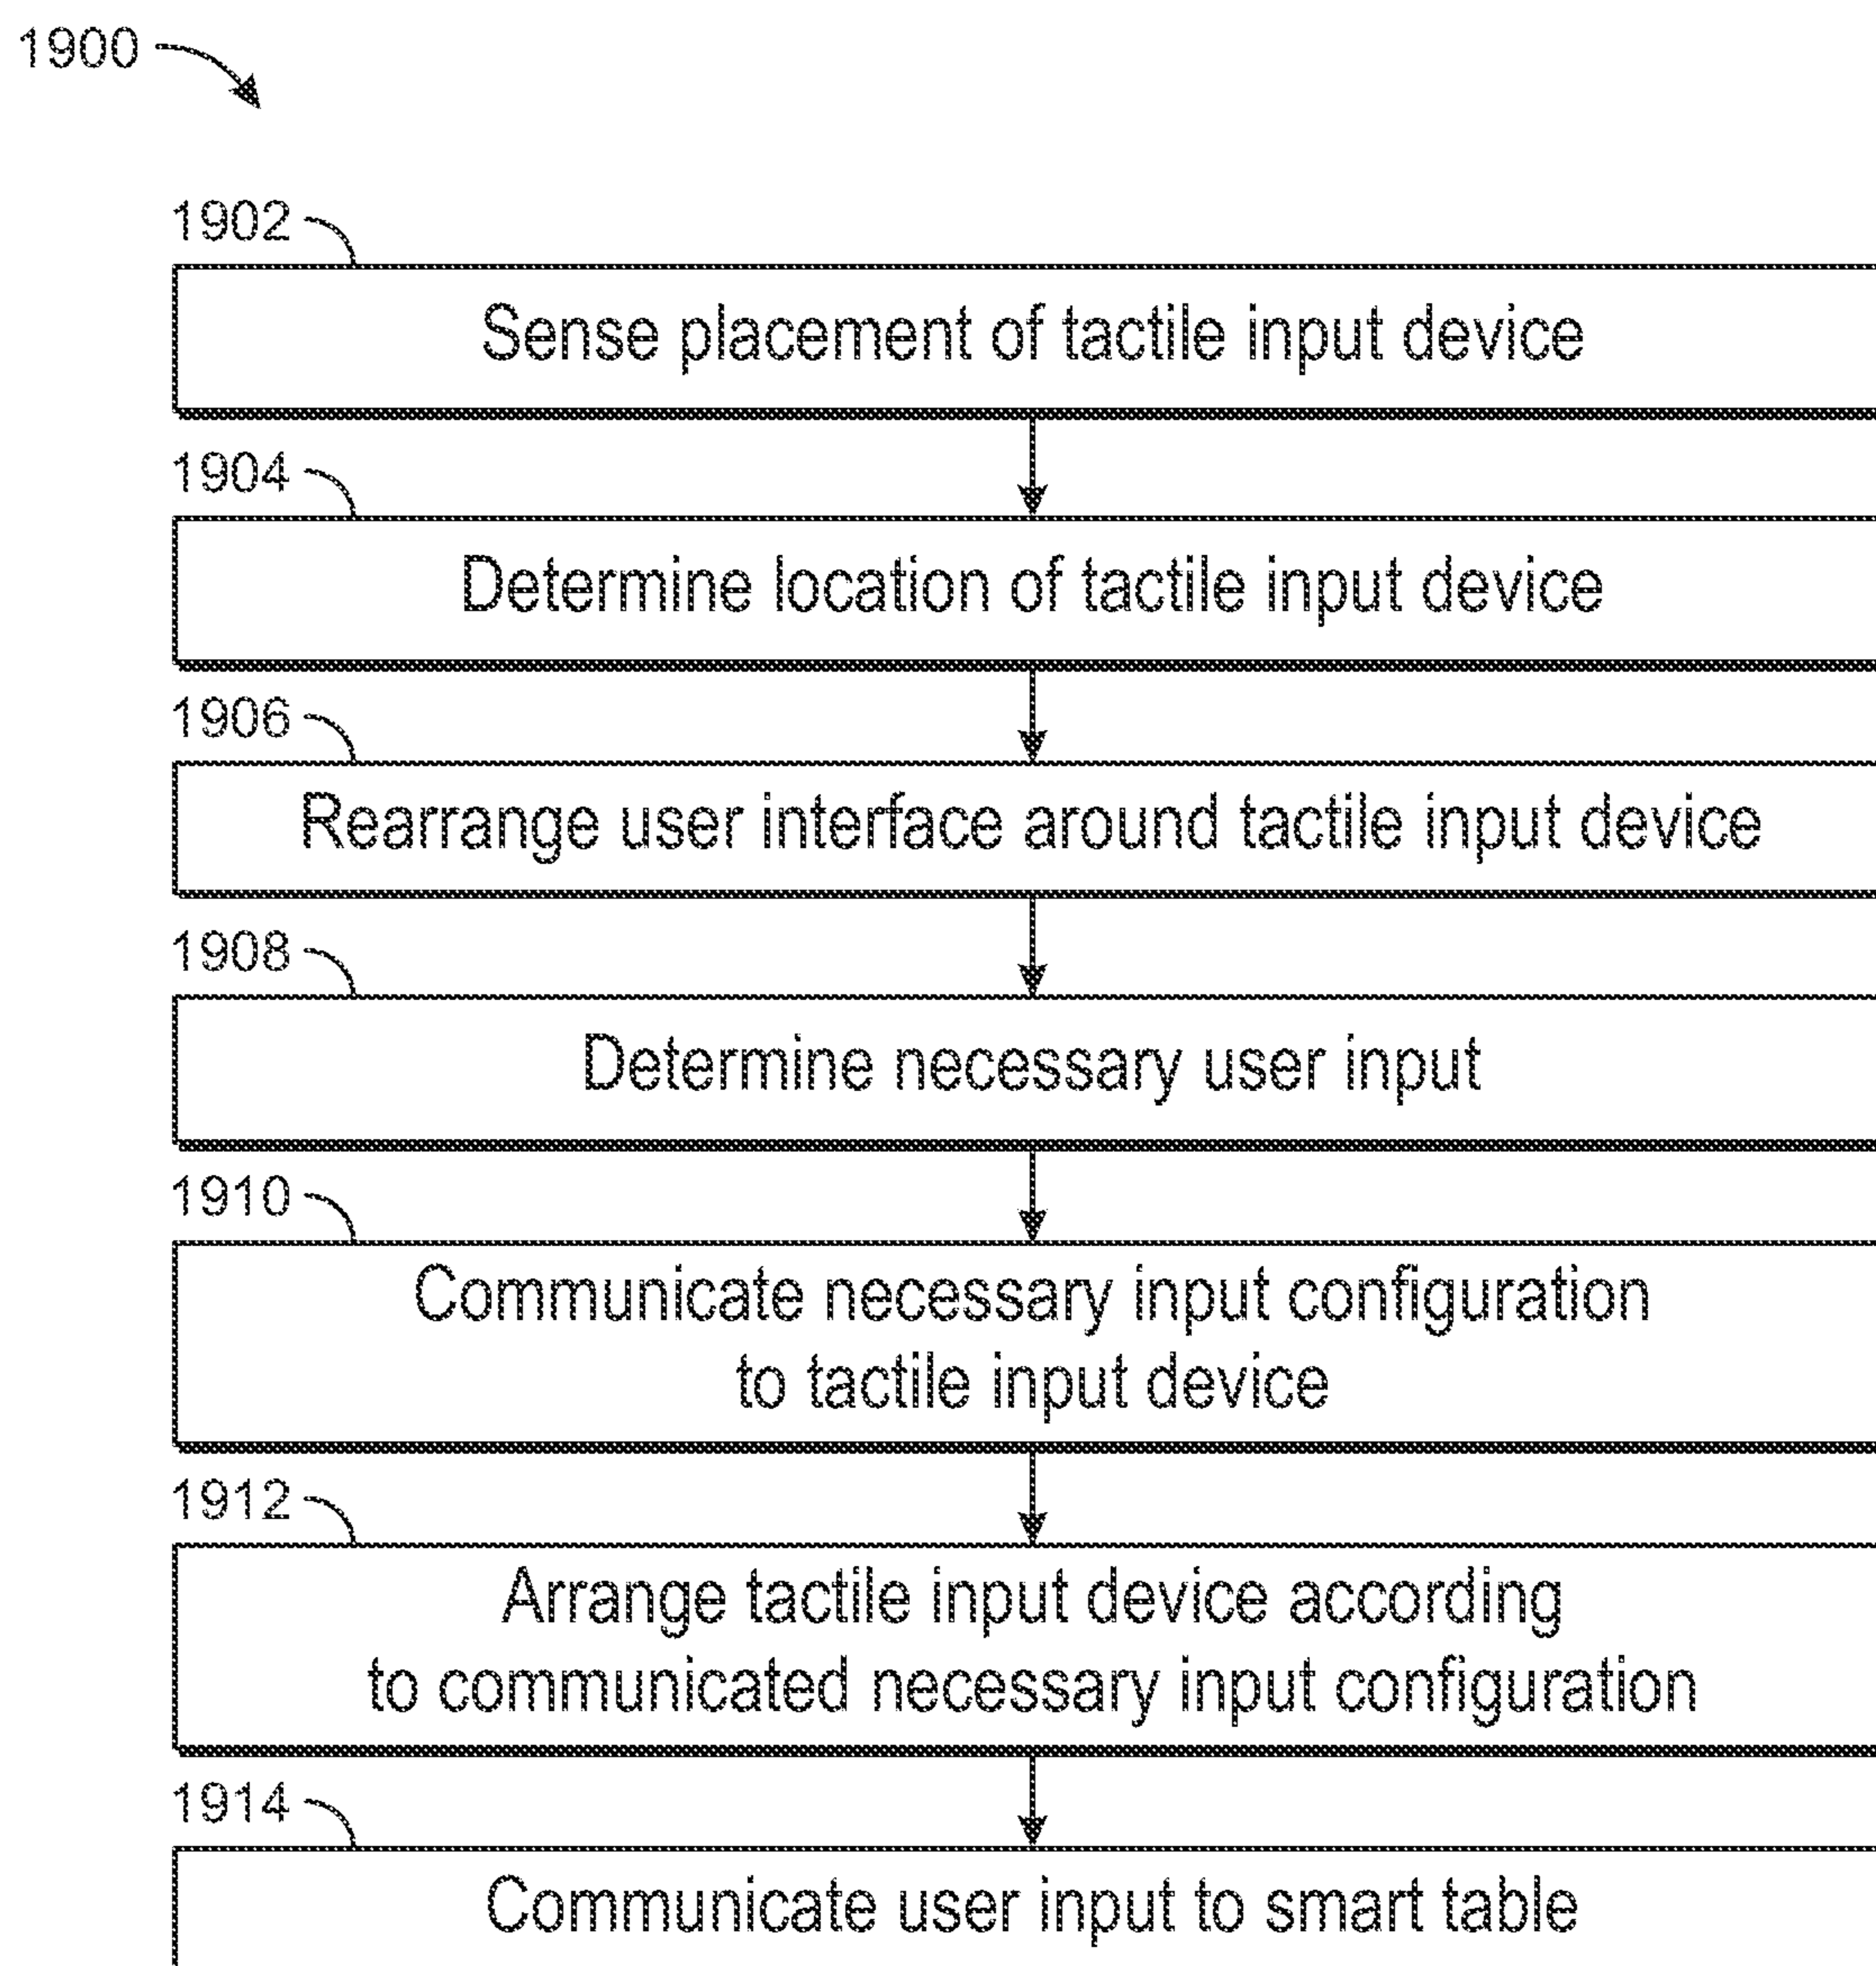 1900
1902
Sense placement of tactile input device
1904
Determine location of tactile input device
1906
Rearrange user interface around tactile input device
1908
Determine necessary user input
1910
Communicate necessary input configuration
to tactile input device
1912
Arrange tactile input device according
to communicated necessary input configuration
1914
Communicate user input to smart table